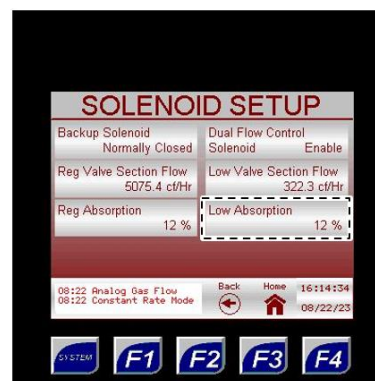 SOLENOID SETUP
Backup Solenoid
Normally Closed
Dual Flow Control
Solenoid Enable
Reg Valve Section Flow
5075.4 cf/Hr
Low Valve Section Flow
322.3 cf/Hr
Reg Absorption
12 %
Low Absorption
12 %
08:22 Analog Gas Flow
08:22 Constant Rate Mode
Back
Home
16:14:34
08/22/23
SYSTEM
F1
F2
F3
F4